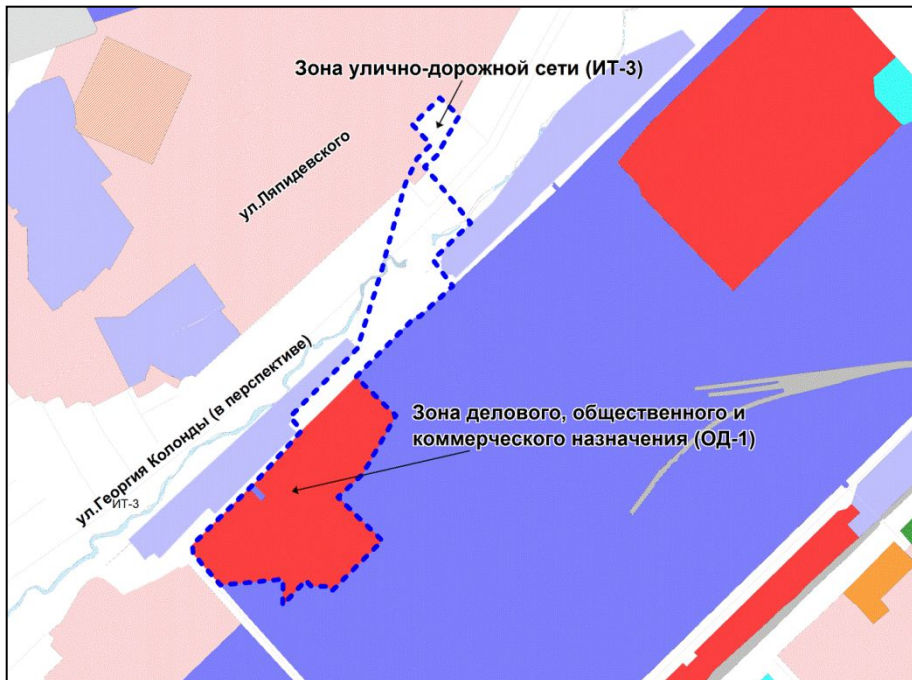 Зона улично-дорожной сети (ИТ-3)
ул.Ляпидевского
ул.Георгия Колонды (в перспективе)
Зона делового, общественного и
коммерческого назначения (ОД-1)
ИТ-3